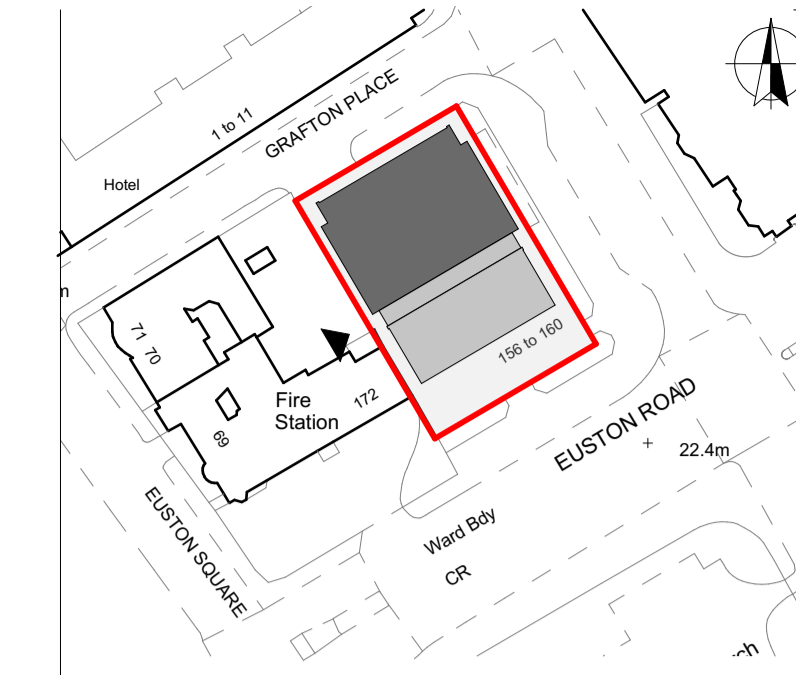 GRAFTON PLACE
1 to 11
Hotel
71
70
156 to 160
Fire
Station
172
69
EUSTON ROAD
22.4m
EUSTON SQUARE
Ward Bdy
CR